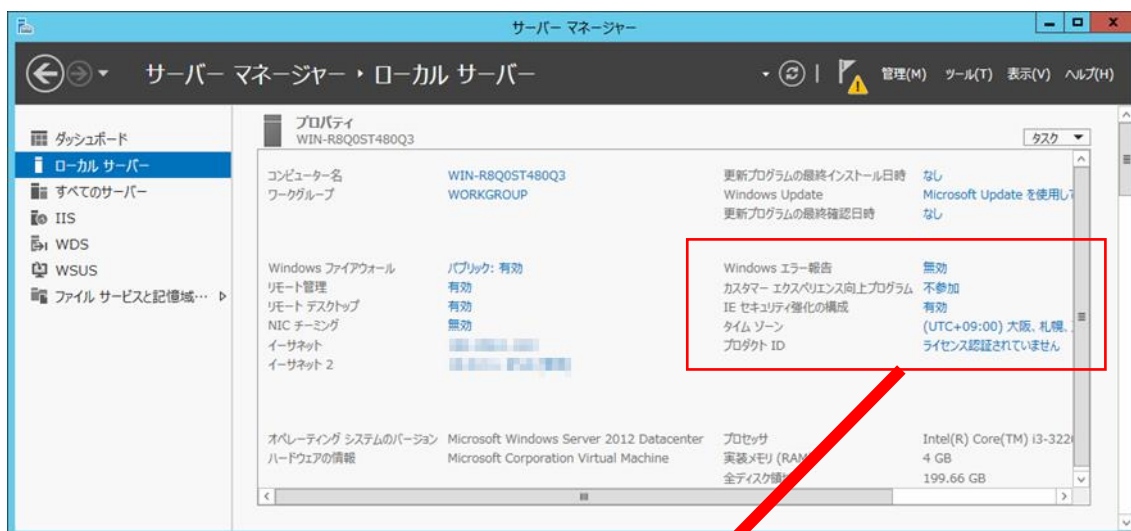 サーバー マネージャー
サーバー マネージャー ・ ローカル サーバー
管理(M) ツール(T) 表示(V) ヘルプ(H)
ダッシュボード
ローカル サーバー
すべてのサーバー
IIS
WDS
WSUS
ファイル サービスと記憶域…
プロパティ
WIN-R8Q0ST480Q3
タスク
コンピューター名 WIN-R8Q0ST480Q3
ワークグループ WORKGROUP
更新プログラムの最終インストール日時 なし
Windows Update Microsoft Update を使用し
更新プログラムの最終確認日時 なし
Windows ファイアウォール パブリック: 有効
リモート管理 有効
リモート デスクトップ 有効
NIC チーミング 無効
イーサネット
イーサネット 2
Windows エラー報告 無効
カスタマー エクスペリエンス向上プログラム 不参加
IE セキュリティ強化の構成 有効
タイム ゾーン (UTC+09:00) 大阪、札幌、
プロダクト ID ライセンス認証されていません
オペレーティング システムのバージョン Microsoft Windows Server 2012 Datacenter
ハードウェアの情報 Microsoft Corporation Virtual Machine
プロセッサ Intel(R) Core(TM) i3-322
実装メモリ (RAM 4 GB
全ディスク領 199.66 GB